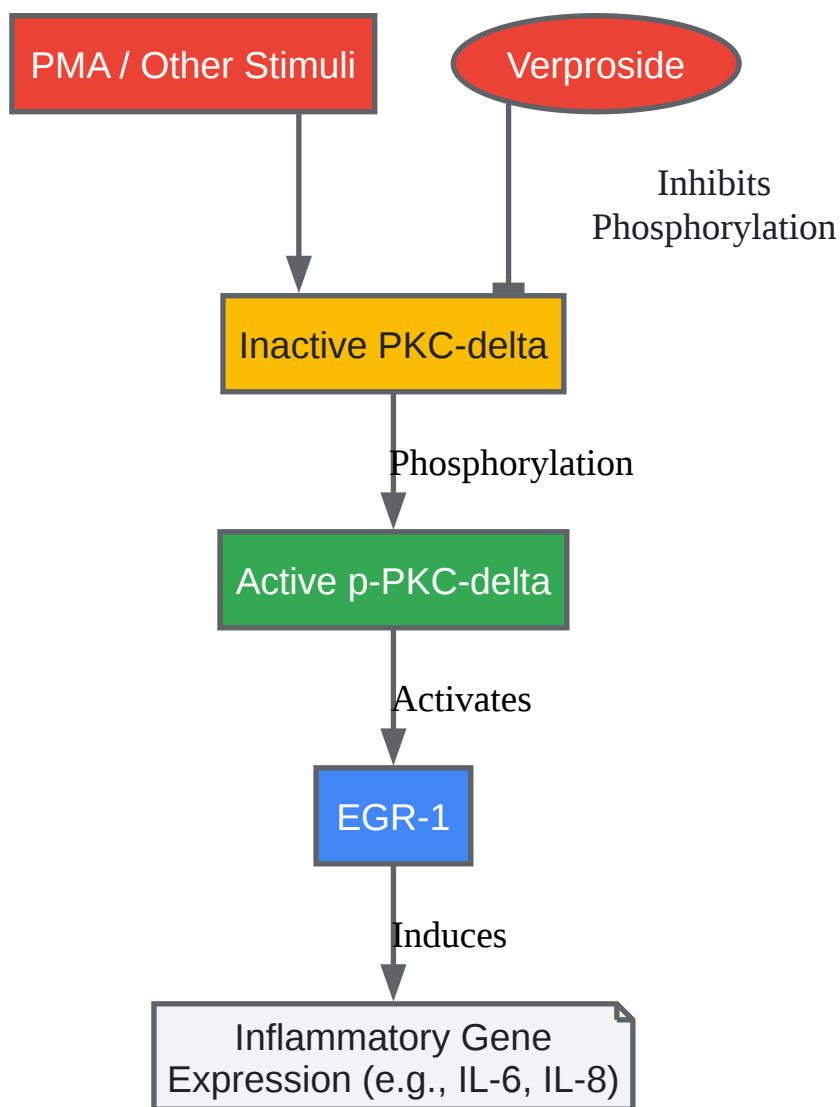 PMA / Other Stimuli
Verproside
Inhibits
Phosphorylation
Inactive PKC-delta
Phosphorylation
Active p-PKC-delta
Activates
EGR-1
Induces
Inflammatory Gene
Expression (e.g., IL-6, IL-8)